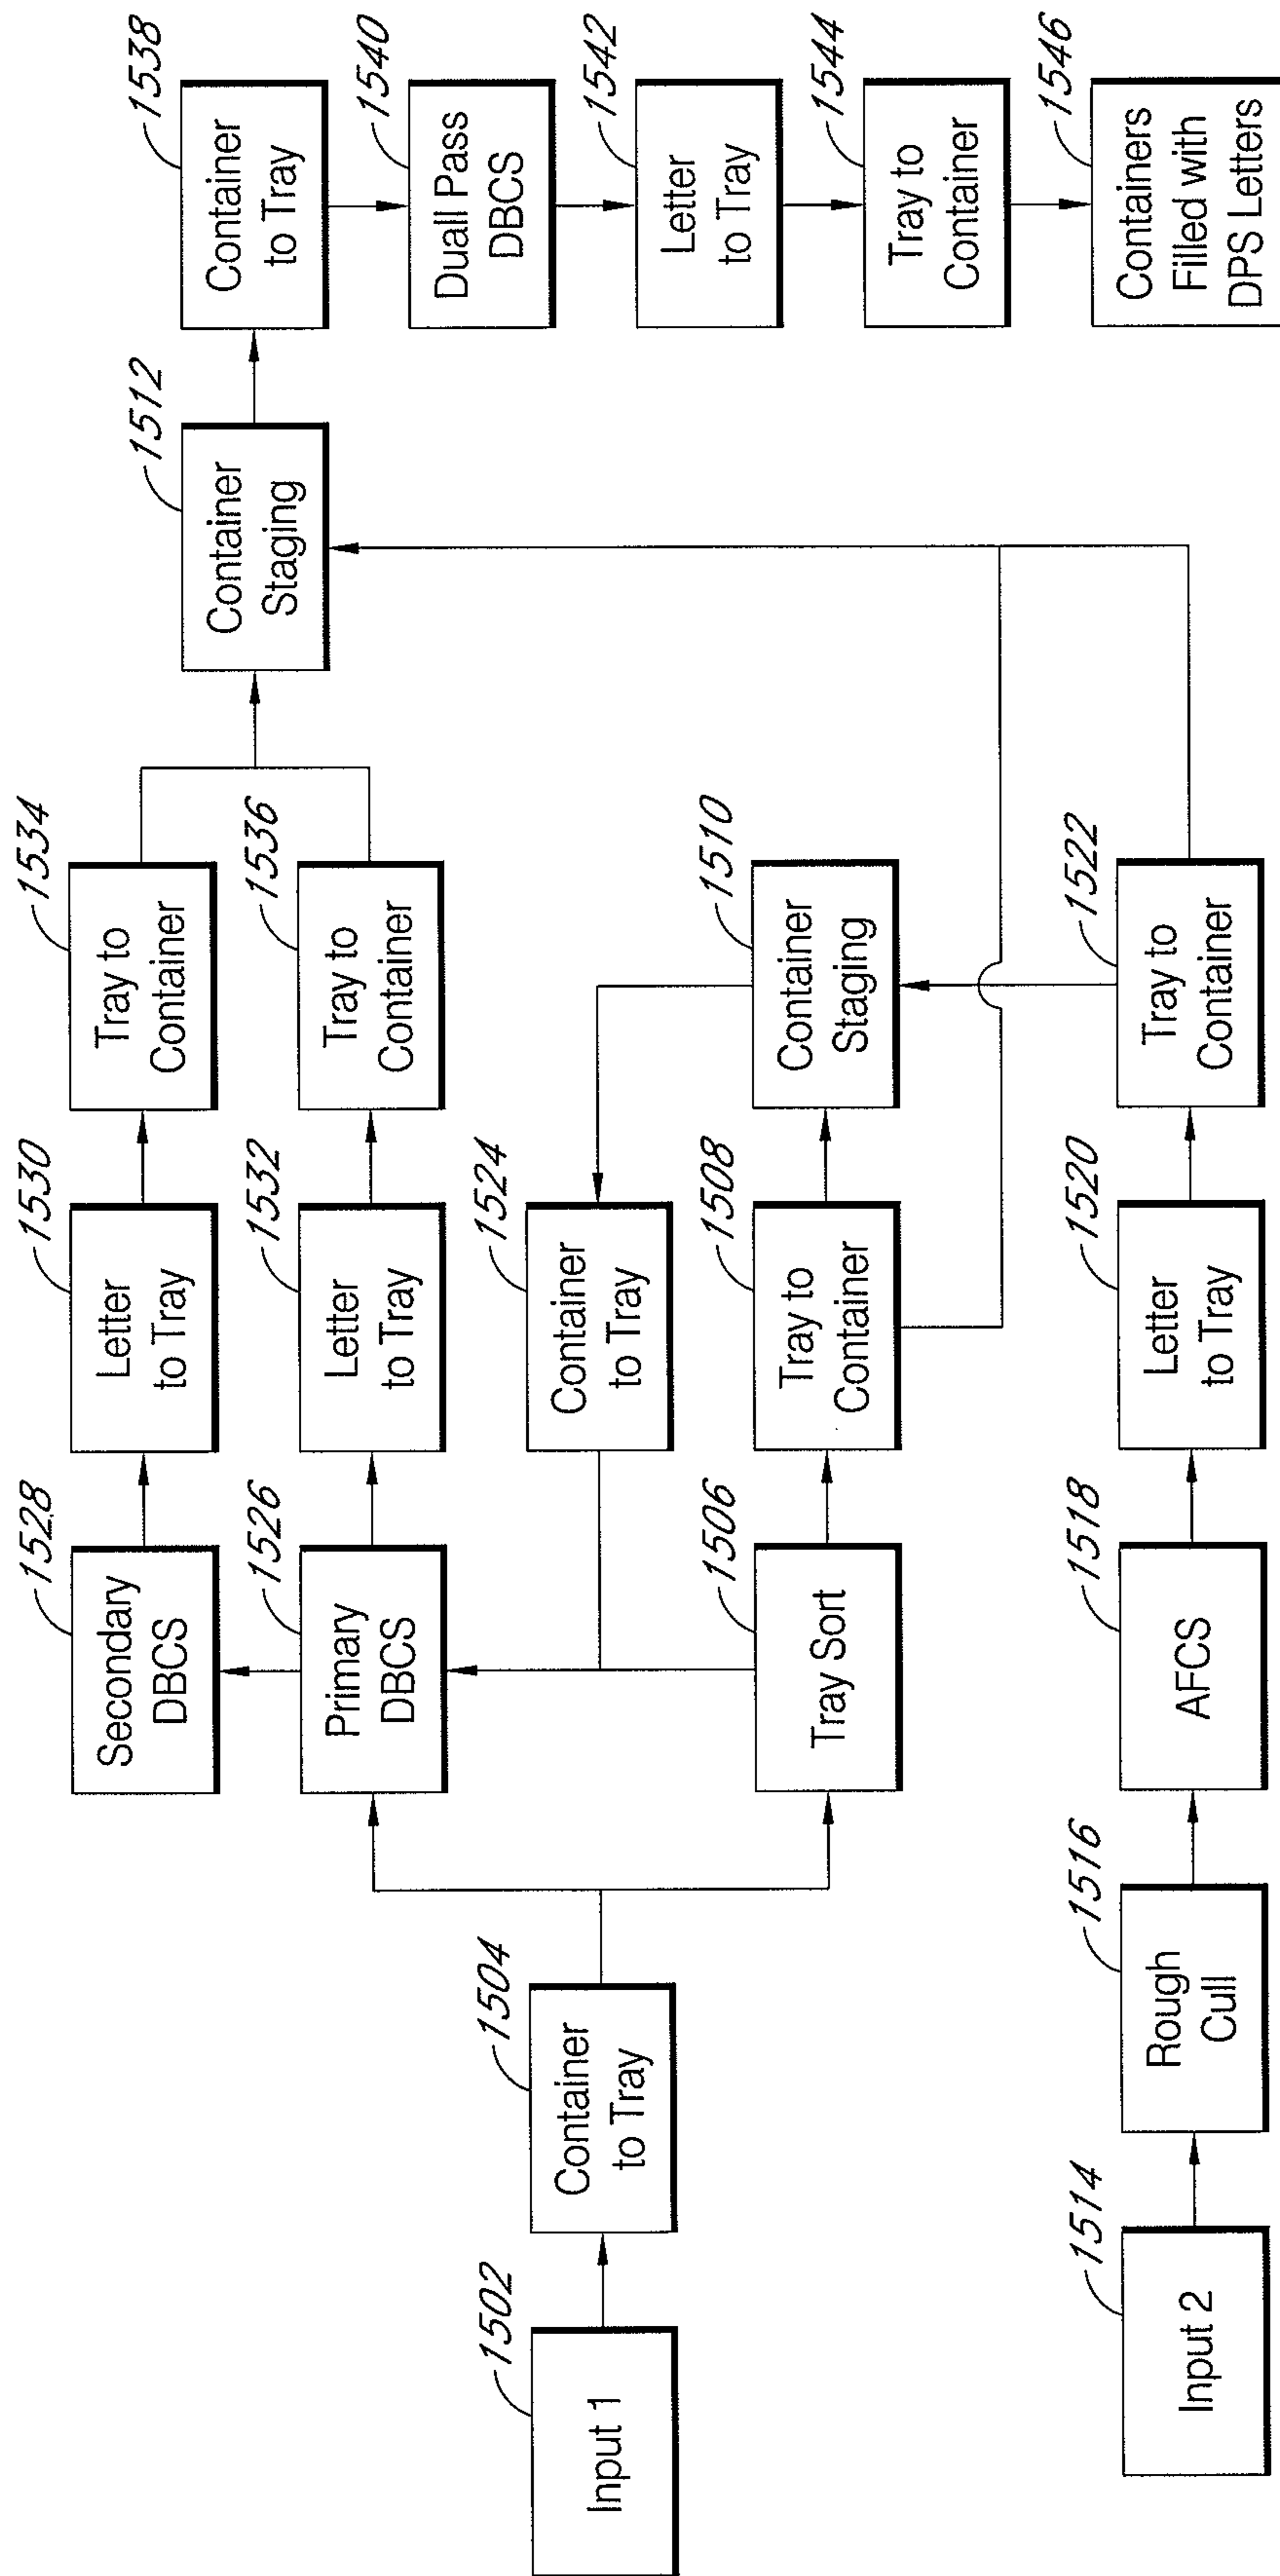 1502
Input 1
1504
Container
to Tray
1528
Secondary
DBCS
1530
Letter
to Tray
1534
Tray to
Container
1526
Primary
DBCS
1532
Letter
to Tray
1536
Tray to
Container
1524
Container
to Tray
1506
Tray Sort
1508
Tray to
Container
1510
Container
Staging
1514
Input 2
1516
Rough
Cull
1518
AFCS
1520
Letter
to Tray
1522
Tray to
Container
1512
Container
Staging
1538
Container
to Tray
1540
Duall Pass
DBCS
1542
Letter
to Tray
1544
Tray to
Container
1546
Containers
Filled with
DPS Letters